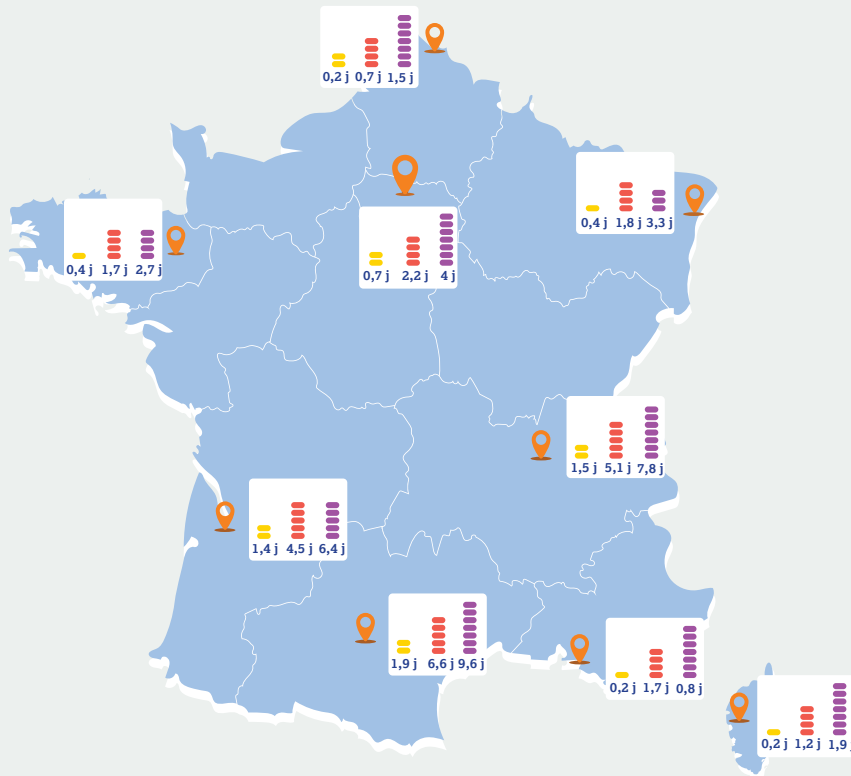 0,2 j 0,7 j 1,5 j
0,4 j 1,8 j 3,3 j
0,4 j 1,7 j 2,7 j
0,7 j 2,2 j 4 j
1,5 j 5,1 j 7,8 j
1,4 j 4,5 j 6,4 j
1,9 j 6,6 j 9,6 j
0,2 j 1,7 j 0,8 j
0,2 j 1,2 j 1,9